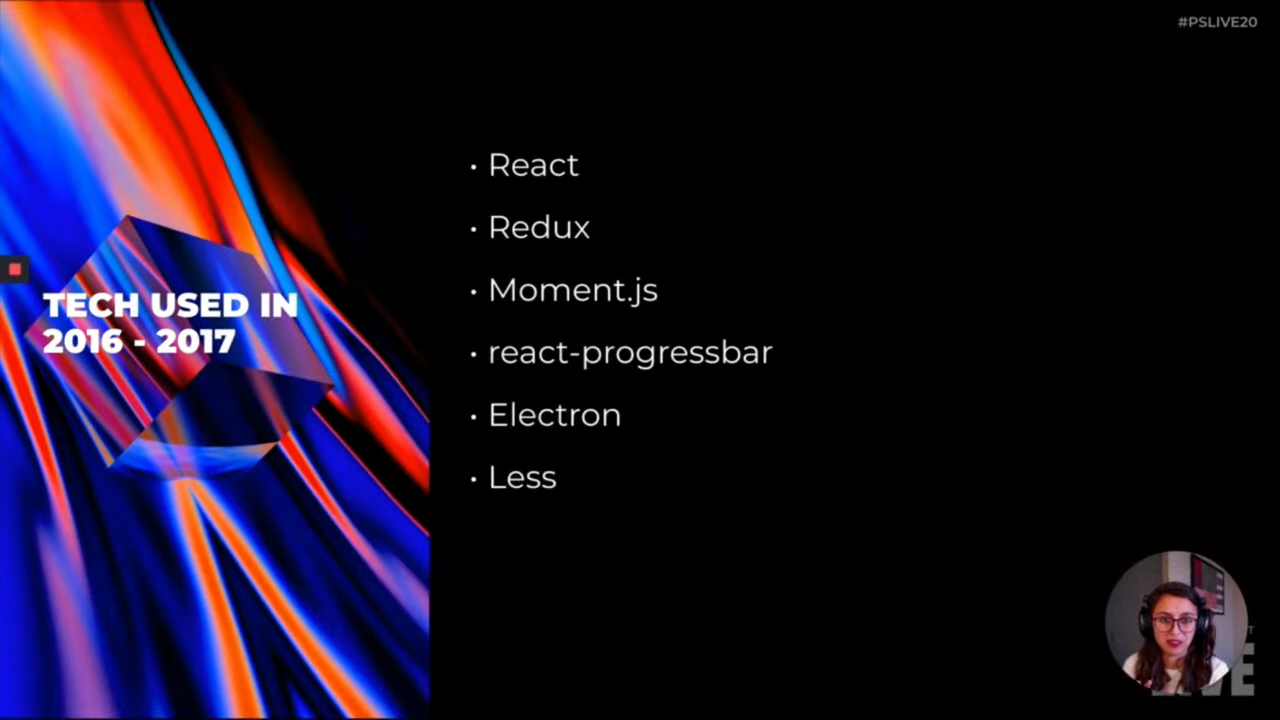 #PSLIVE20
TECH USED IN
2016 - 2017
• React
• Redux
• Moment.js
• react-progressbar
• Electron
• Less